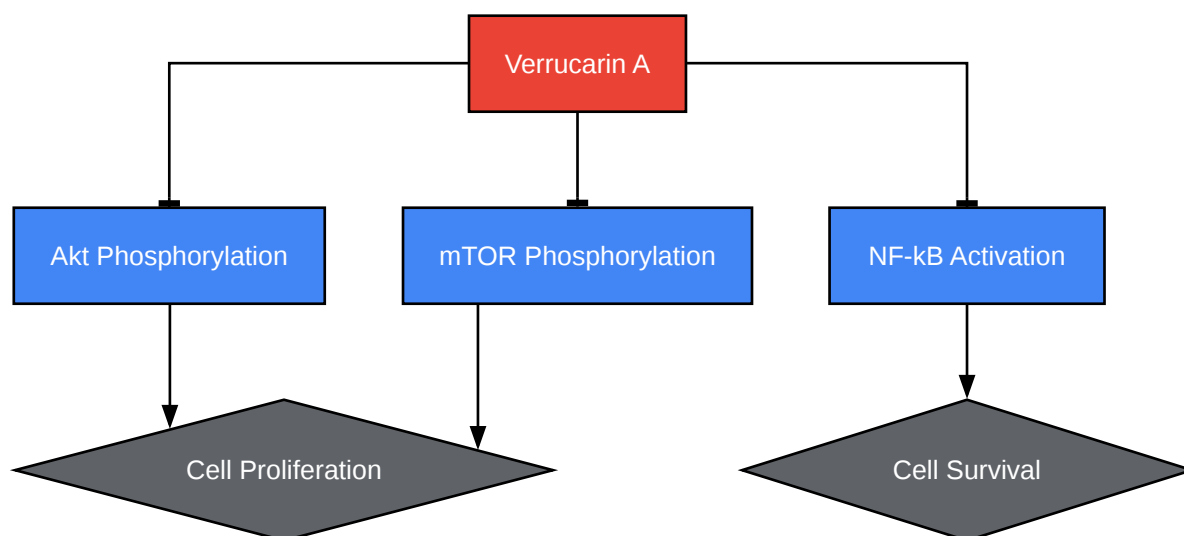 Verrucarin A
Akt Phosphorylation
mTOR Phosphorylation
NF-kB Activation
Cell Proliferation
Cell Survival